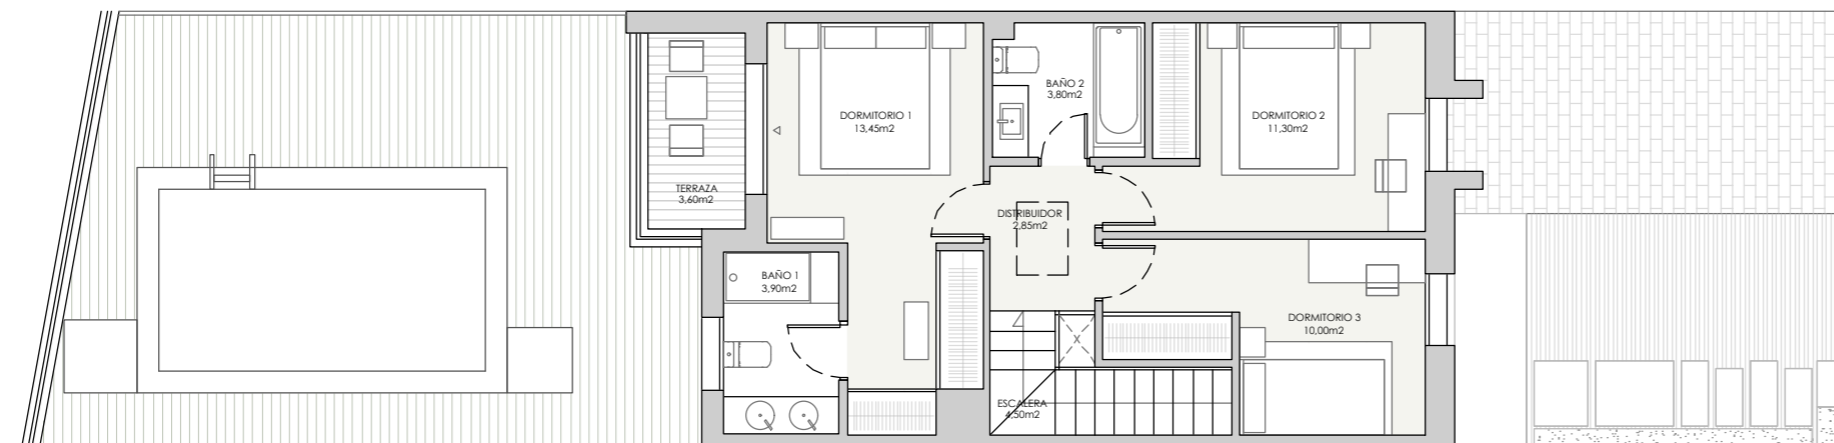 DORMITORIO 1
13,45m2
BAÑO 2
3,80m2
DORMITORIO 2
11,30m2
TERRAZA
3,60m2
DISTRIBUIDOR
2,85m2
BAÑO 1
3,90m2
DORMITORIO 3
10,00m2
ESCALERA
4,50m2